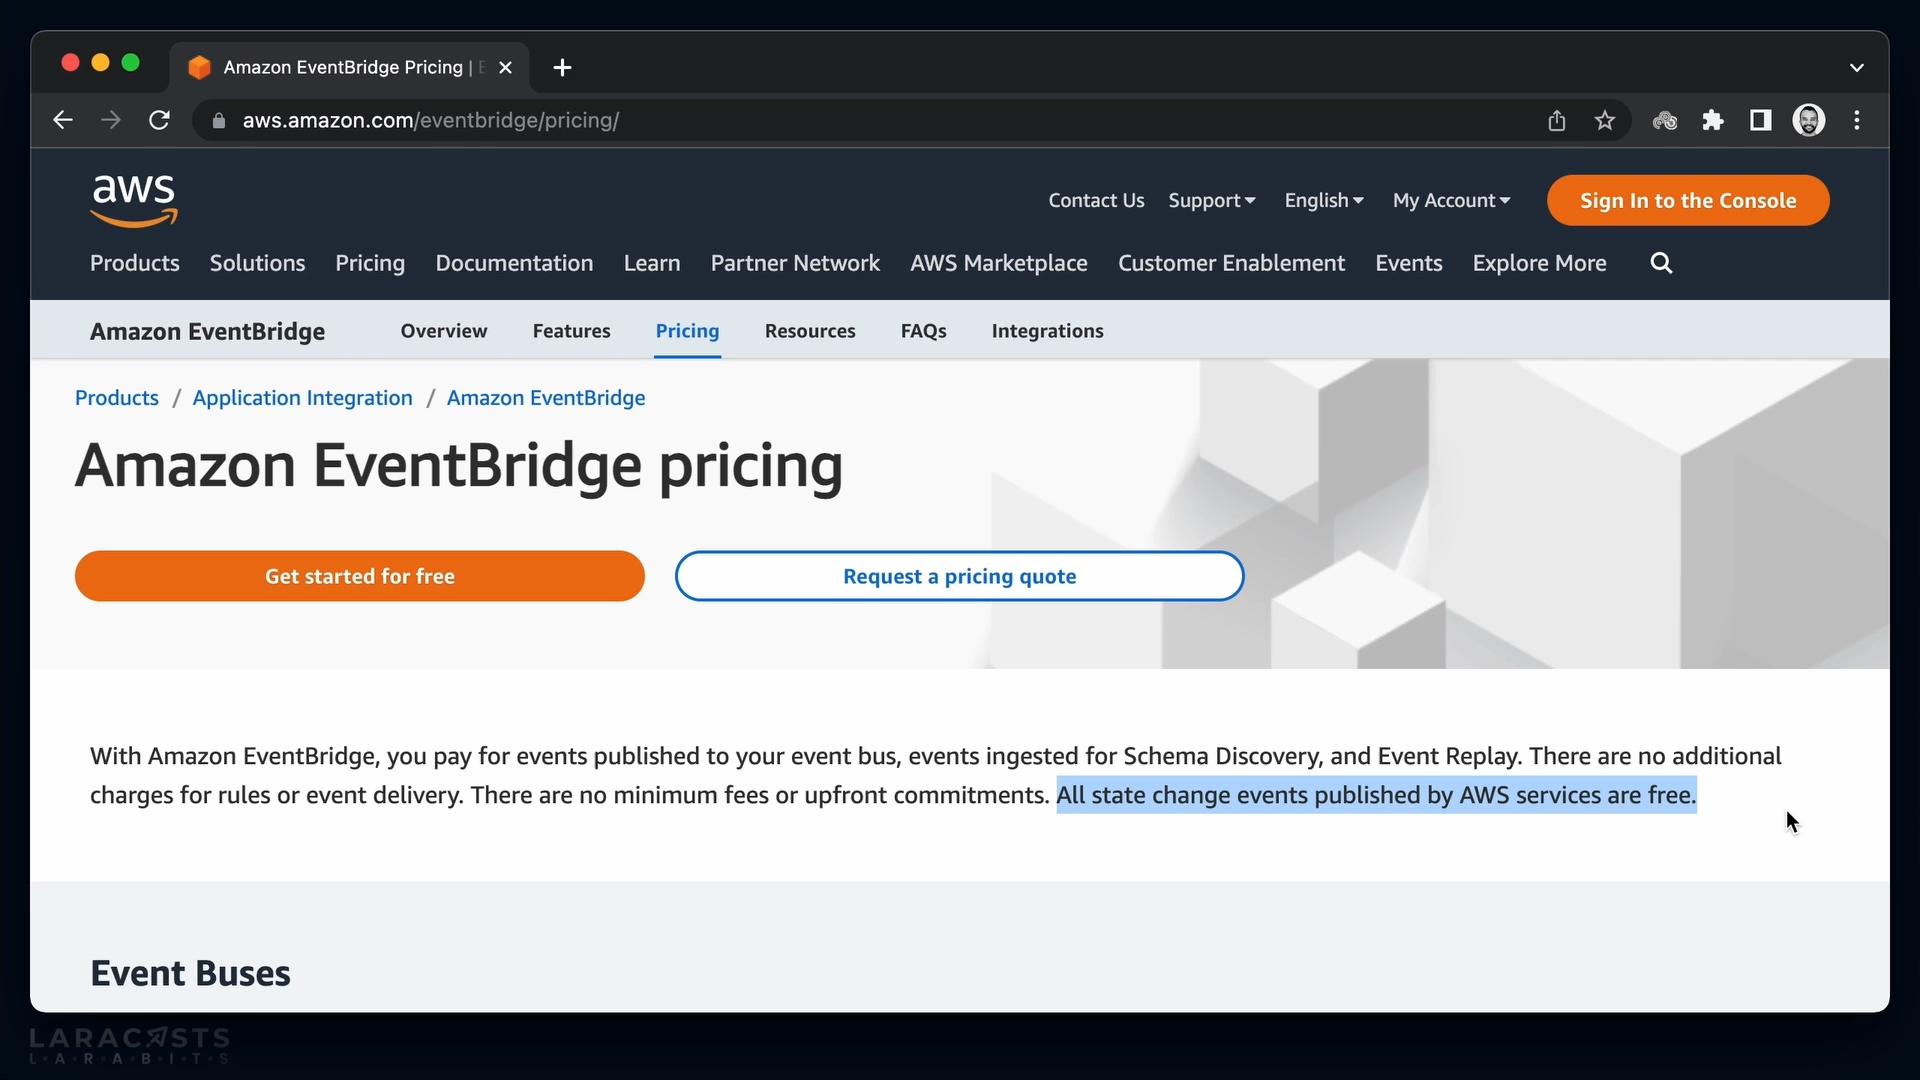 Amazon EventBridge Pricing |
aws.amazon.com/eventbridge/pricing/
aws
Contact Us Support English My Account Sign In to the Console
Products Solutions Pricing Documentation Learn Partner Network AWS Marketplace Customer Enablement Events Explore More
Amazon EventBridge Overview Features Pricing Resources FAQs Integrations
Products / Application Integration / Amazon EventBridge
Amazon EventBridge pricing
Get started for free Request a pricing quote
With Amazon EventBridge, you pay for events published to your event bus, events ingested for Schema Discovery, and Event Replay. There are no additional
charges for rules or event delivery. There are no minimum fees or upfront commitments. All state change events published by AWS services are free.
Event Buses
LARACASTS
L·A·R·A·B·I·T·S